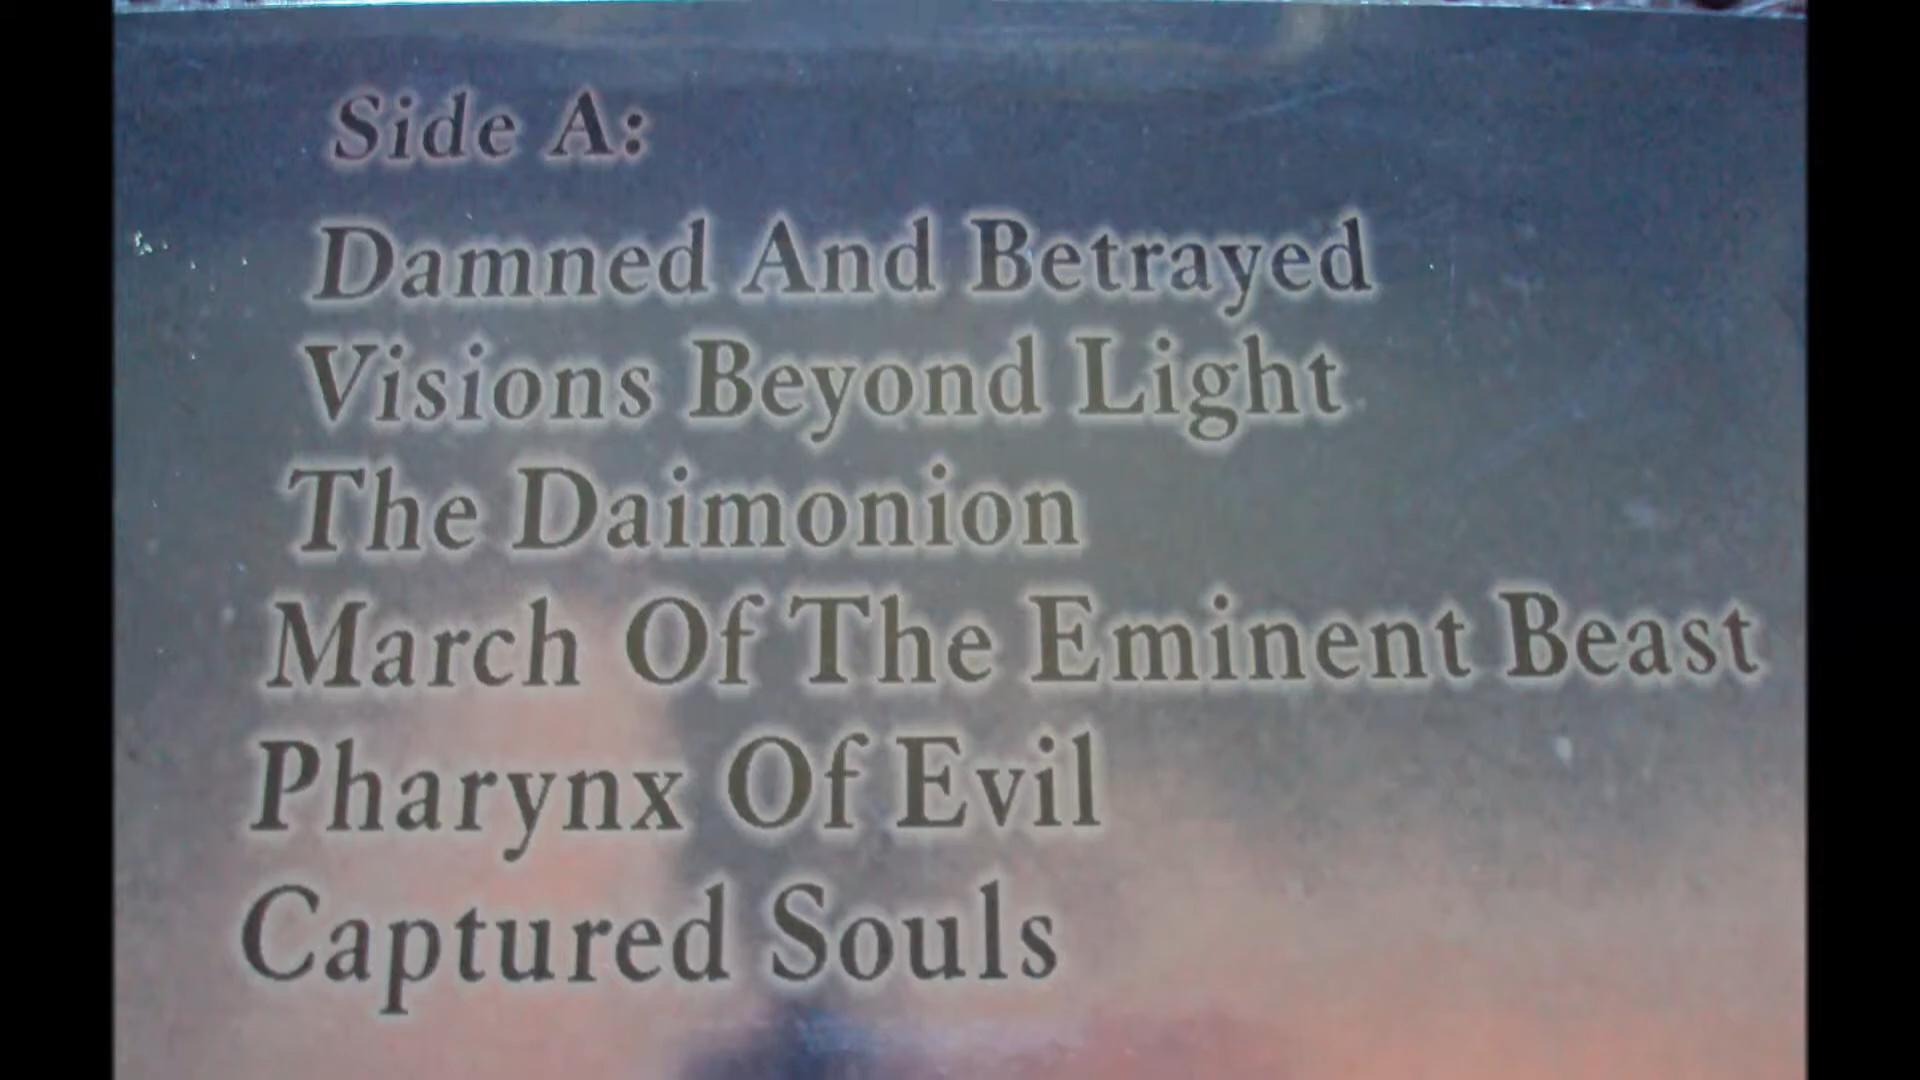 Side A:
Damned And Betrayed
Visions Beyond Light
The Daimonion
March Of The Eminent Beast
Pharynx Of Evil
Captured Souls